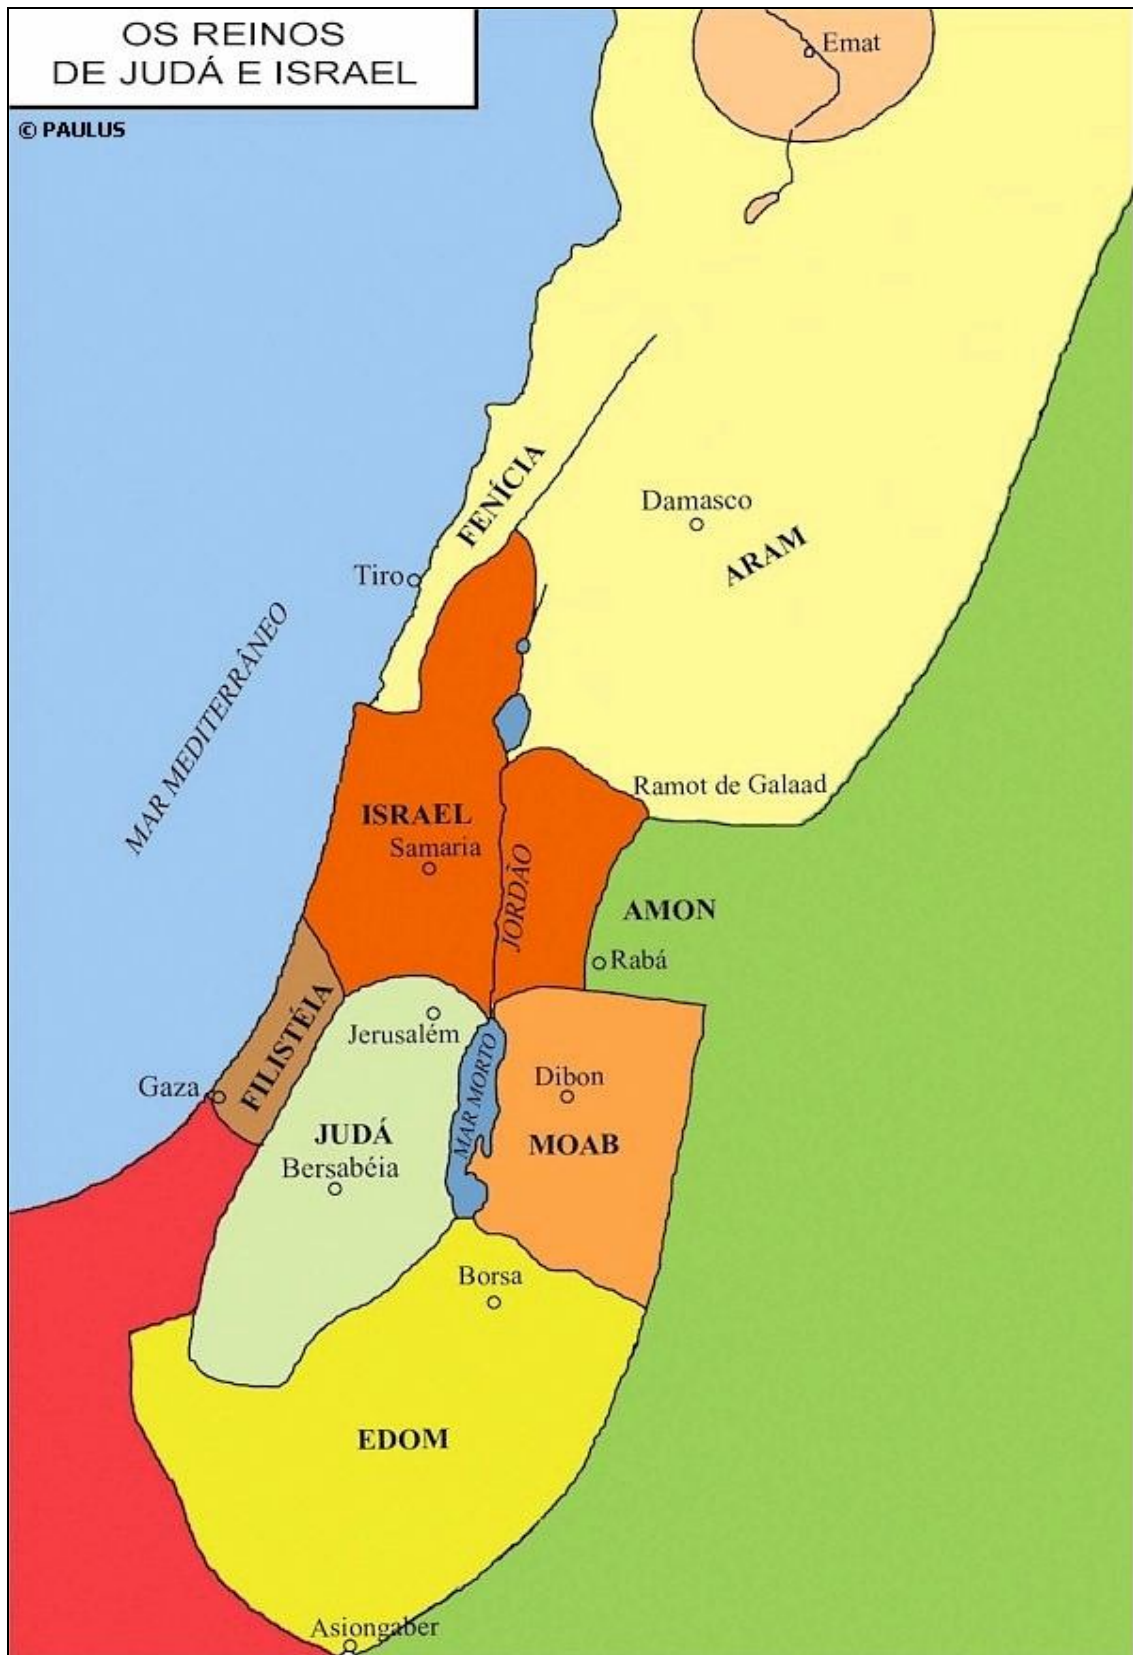 OS REINOS
DE JUDÁ E ISRAEL
© PAULUS
Emat
FENÍCIA
Damasco
ARAM
Tiro
MAR MEDITERRÂNEO
Ramot de Galaad
ISRAEL
Samaria
JORDÃO
AMON
Rabá
FILISTÉIA
Jerusalém
MAR MORTO
Dibon
Gaza
JUDÁ
MOAB
Bersabéia
Borsa
EDOM
Asiongaber